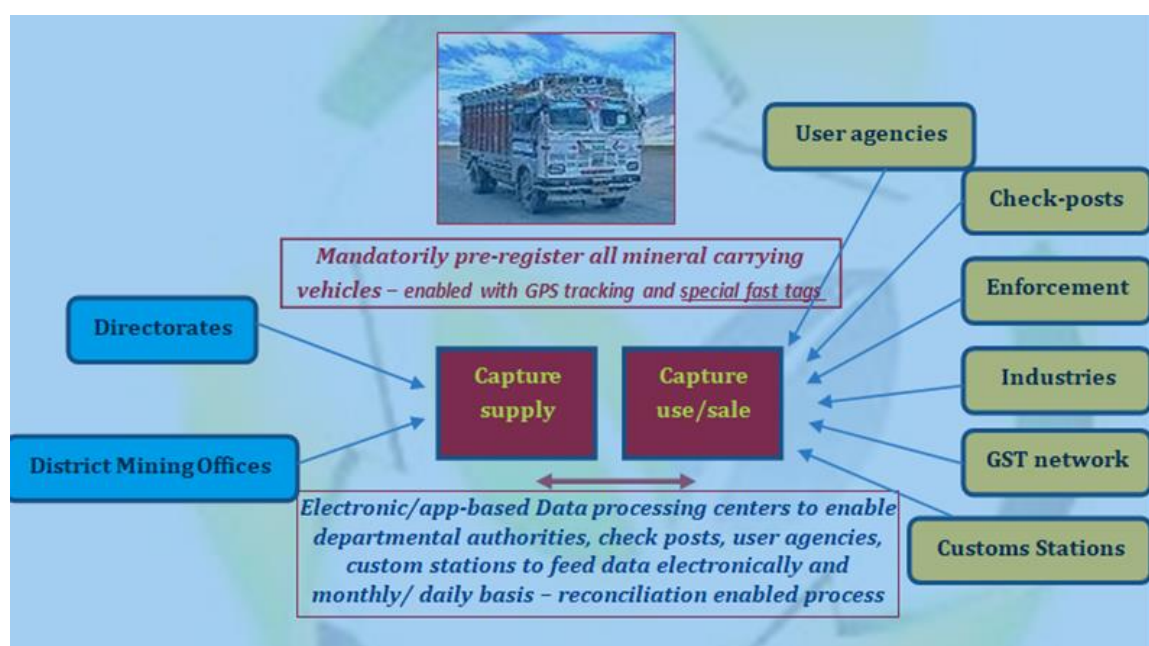 User agencies
Check-posts
Mandatorily pre-register all mineral carrying
vehicles – enabled with GPS tracking and special fast tags
Enforcement
Directorates
Capture
supply
Capture
use/sale
Industries
District Mining Offices
GST network
Electronic/app-based Data processing centers to enable
departmental authorities, check posts, user agencies,
custom stations to feed data electronically and
monthly/ daily basis – reconciliation enabled process
Customs Stations